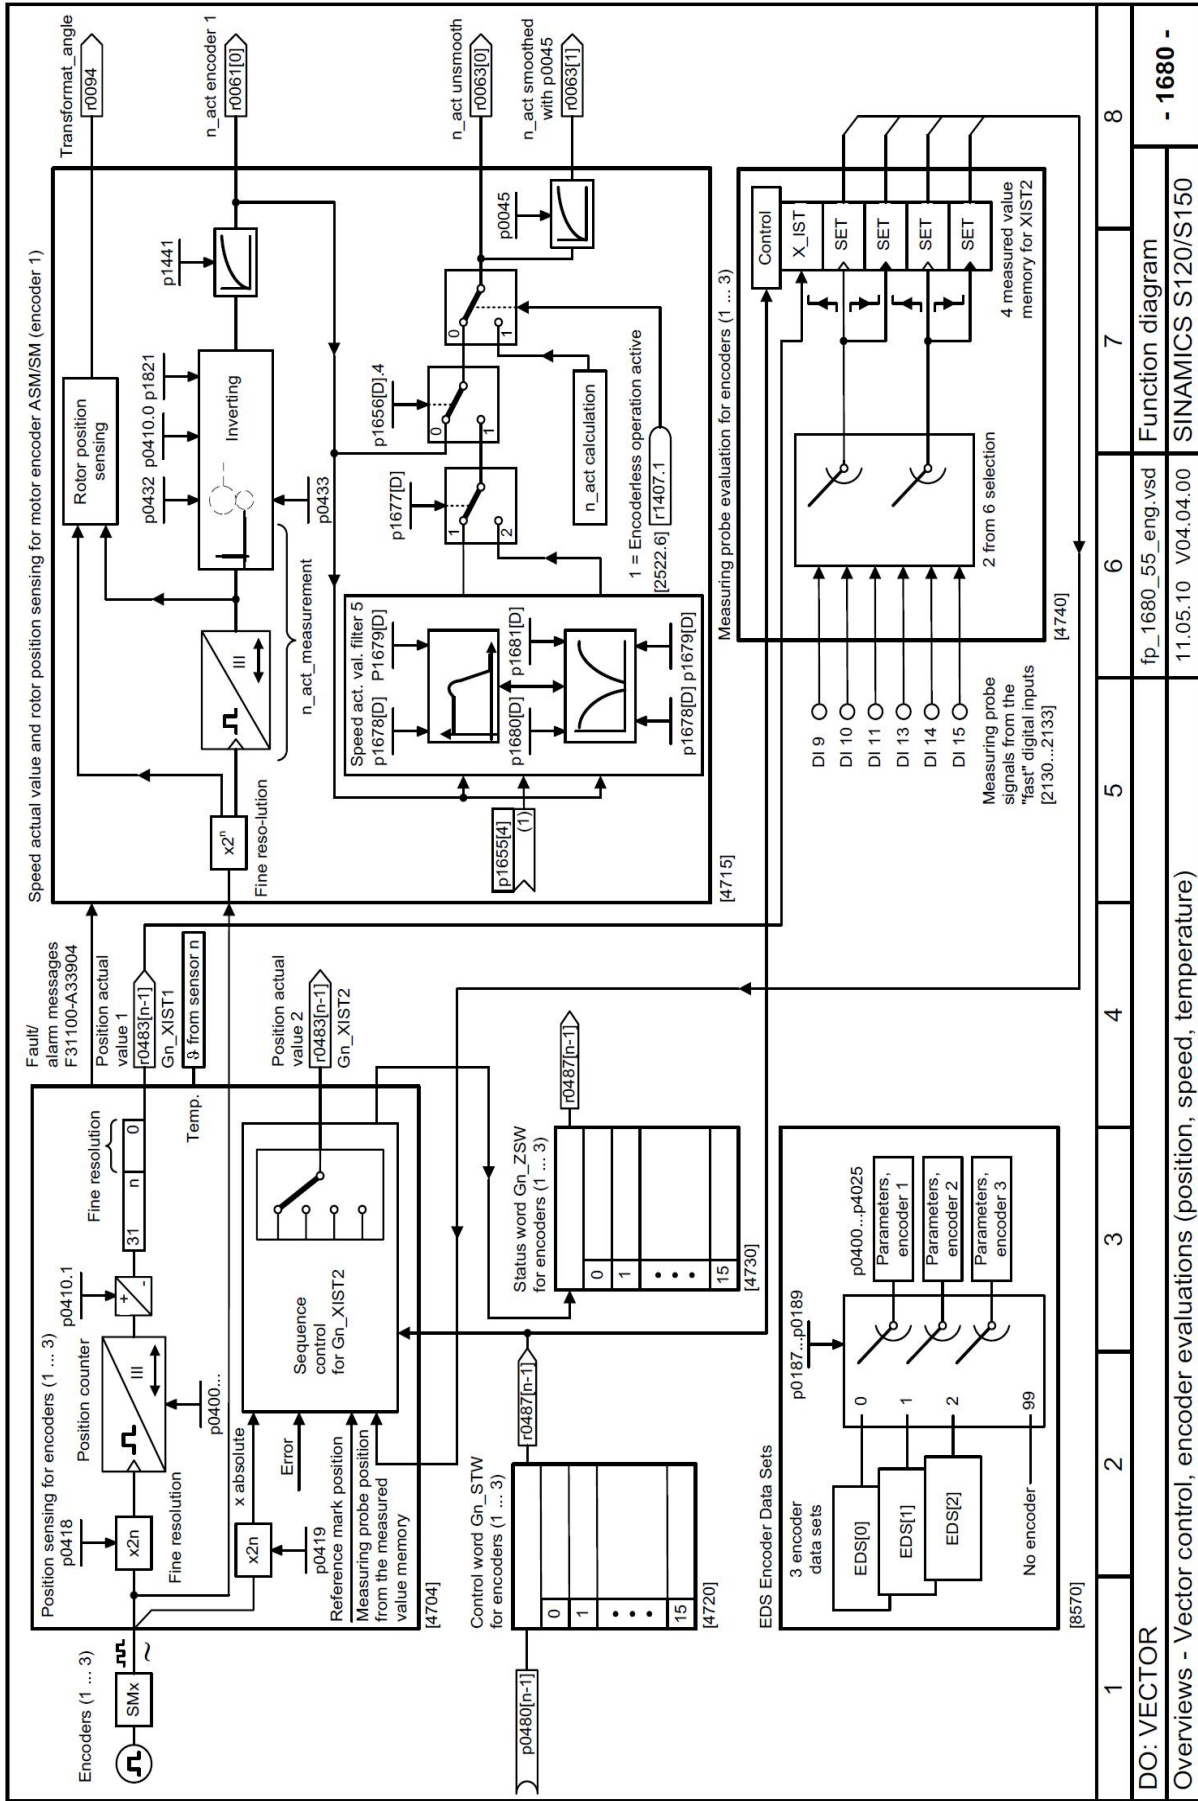 Encoders (1 ... 3)
SMx
~
Position sensing for encoders (1 ... 3)
p0418
x2n
Fine resolution
Position counter
III
p0400...
p0410.1
+
-
Fine resolution
31
n
0
x absolute
x2n
p0419
Error
Reference mark position
Measuring probe position
from the measured
value memory
Sequence
control
for Gn_XIST2
Temp.
[4704]
Fault/
alarm messages
F31100-A33904
Position actual
value 1
r0483[n-1]
Gn_XIST1
ϑ from sensor n
Position actual
value 2
r0483[n-1]
Gn_XIST2
Control word Gn_STW
for encoders (1 ... 3)
p0480[n-1]
0
1
• • •
15
[4720]
r0487[n-1]
Status word Gn_ZSW
for encoders (1 ... 3)
0
1
• • •
15
[4730]
r0487[n-1]
EDS Encoder Data Sets
3 encoder
data sets
EDS[0]
EDS[1]
EDS[2]
No encoder
0
1
2
99
p0187...p0189
p0400...p4025
Parameters,
encoder 1
Parameters,
encoder 2
Parameters,
encoder 3
[8570]
Speed actual value and rotor position sensing for motor encoder ASM/SM (encoder 1)
x2ⁿ
Fine reso-lution
III
n_act_measurement
Rotor position
sensing
p0432
p0410.0
p1821
Inverting
p0433
p1441
Transformat_angle
r0094
n_act encoder 1
r0061[0]
p1655[4]
(1)
Speed act. val. filter 5
p1678[D]
P1679[D]
p1680[D]
p1681[D]
p1678[D]
p1679[D]
p1677[D]
1
2
p1656[D].4
0
1
0
1
n_act calculation
1 = Encoderless operation active
[2522.6]
r1407.1
p0045
n_act unsmooth
r0063[0]
n_act smoothed
with p0045
r0063[1]
[4715]
Measuring probe evaluation for encoders (1 ... 3)
DI 9
DI 10
DI 11
DI 13
DI 14
DI 15
Measuring probe
signals from the
"fast" digital inputs
[2130...2133]
2 from 6 selection
Control
X_IST
SET
SET
SET
SET
4 measured value
memory for XIST2
[4740]
1
2
3
4
5
6
7
8
DO: VECTOR
fp_1680_55_eng.vsd
Function diagram
- 1680 -
Overviews - Vector control, encoder evaluations (position, speed, temperature)
11.05.10 V04.04.00
SINAMICS S120/S150